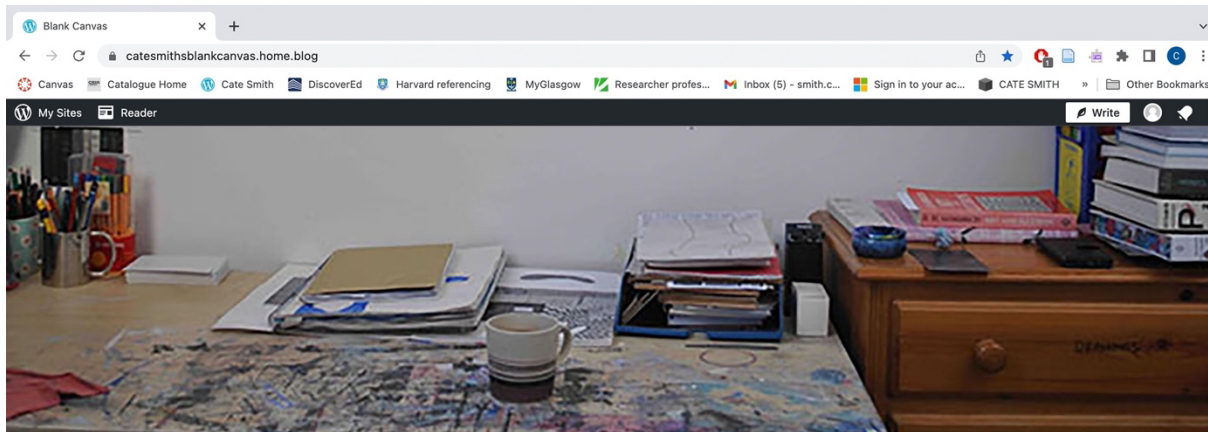 Blank Canvas
catesmithsblankcanvas.home.blog
Canvas Catalogue Home Cate Smith DiscoverEd Harvard referencing MyGlasgow Researcher profes... Inbox (5) - smith.c... Sign in to your ac... CATE SMITH » Other Bookmarks
My Sites Reader Write